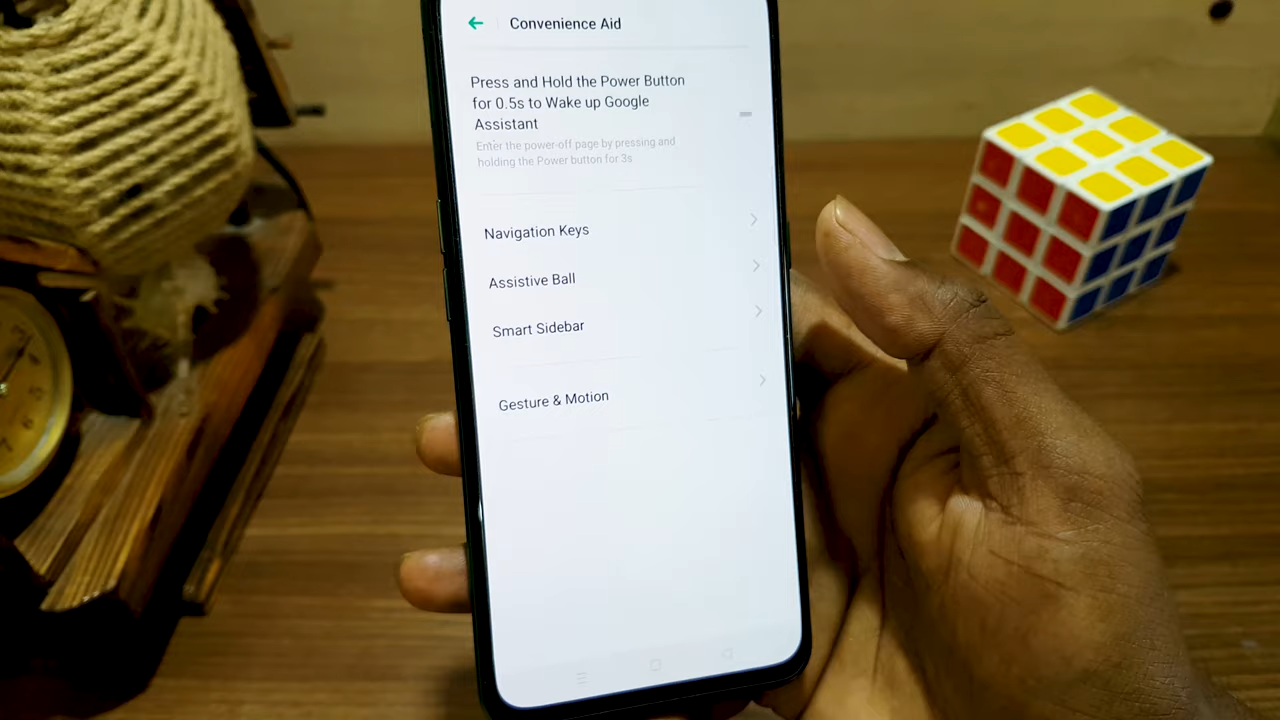 Convenience Aid
Press and Hold the Power Button
for 0.5s to Wake up Google
Assistant
Enter the power-off page by pressing and
holding the Power button for 3s
Navigation Keys
Assistive Ball
Smart Sidebar
Gesture & Motion